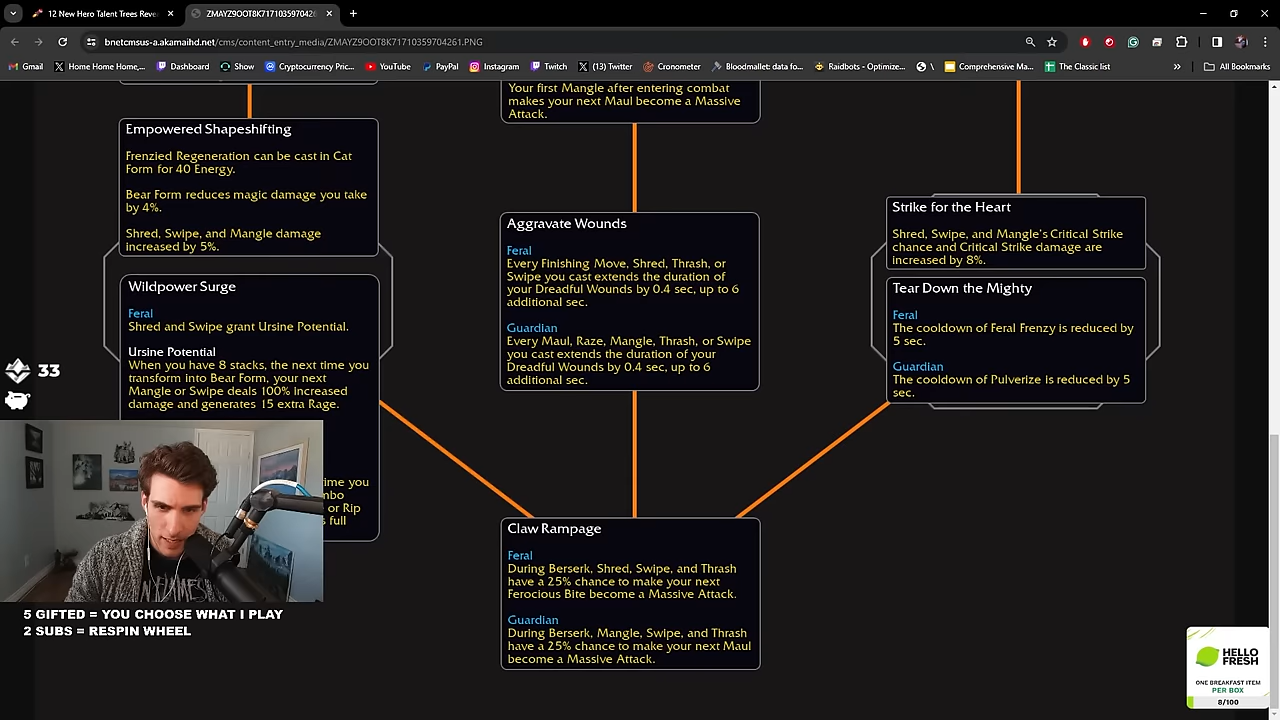 12 New Hero Talent Trees Reve
ZMAYZ9OOT8K71710359704261
bnetcmsus-a.akamaihd.net/cms/content_entry_media/ZMAYZ9OOT8K71710359704261.PNG
Gmail
Home Home Home,...
Dashboard
Show
Cryptocurrency Pric...
YouTube
PayPal
Instagram
Twitch
(13) Twitter
Cronometer
Bloodmallet: data fo...
Raidbots - Optimize...
Comprehensive Ma...
The Classic list
»
All Bookmarks
Your first Mangle after entering combat
makes your next Maul become a Massive
Attack.
Empowered Shapeshifting
Frenzied Regeneration can be cast in Cat
Form for 40 Energy.
Bear Form reduces magic damage you take
by 4%.
Shred, Swipe, and Mangle damage
increased by 5%.
Wildpower Surge
Feral
Shred and Swipe grant Ursine Potential.
Ursine Potential
When you have 8 stacks, the next time you
transform into Bear Form, your next
Mangle or Swipe deals 100% increased
damage and generates 15 extra Rage.
ime you
mbo
or Rip
s full
Aggravate Wounds
Feral
Every Finishing Move, Shred, Thrash, or
Swipe you cast extends the duration of
your Dreadful Wounds by 0.4 sec, up to 6
additional sec.
Guardian
Every Maul, Raze, Mangle, Thrash, or Swipe
you cast extends the duration of your
Dreadful Wounds by 0.4 sec, up to 6
additional sec.
Strike for the Heart
Shred, Swipe, and Mangle's Critical Strike
chance and Critical Strike damage are
increased by 8%.
Tear Down the Mighty
Feral
The cooldown of Feral Frenzy is reduced by
5 sec.
Guardian
The cooldown of Pulverize is reduced by 5
sec.
Claw Rampage
Feral
During Berserk, Shred, Swipe, and Thrash
have a 25% chance to make your next
Ferocious Bite become a Massive Attack.
Guardian
During Berserk, Mangle, Swipe, and Thrash
have a 25% chance to make your next Maul
become a Massive Attack.
33
5 GIFTED = YOU CHOOSE WHAT I PLAY
2 SUBS = RESPIN WHEEL
HELLO
FRESH
ONE BREAKFAST ITEM
PER BOX
8/100